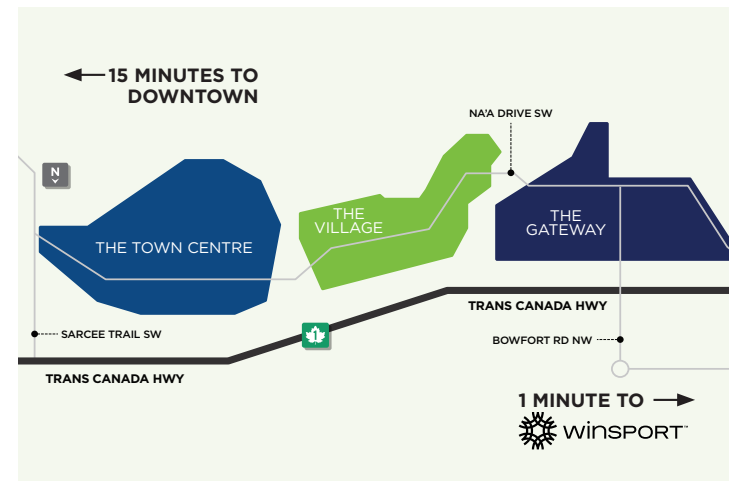 15 MINUTES TO
DOWNTOWN
NA'A DRIVE SW
N
THE TOWN CENTRE
THE
VILLAGE
THE
GATEWAY
TRANS CANADA HWY
SARCEE TRAIL SW
1
BOWFORT RD NW
TRANS CANADA HWY
1 MINUTE TO
WINSPORT™